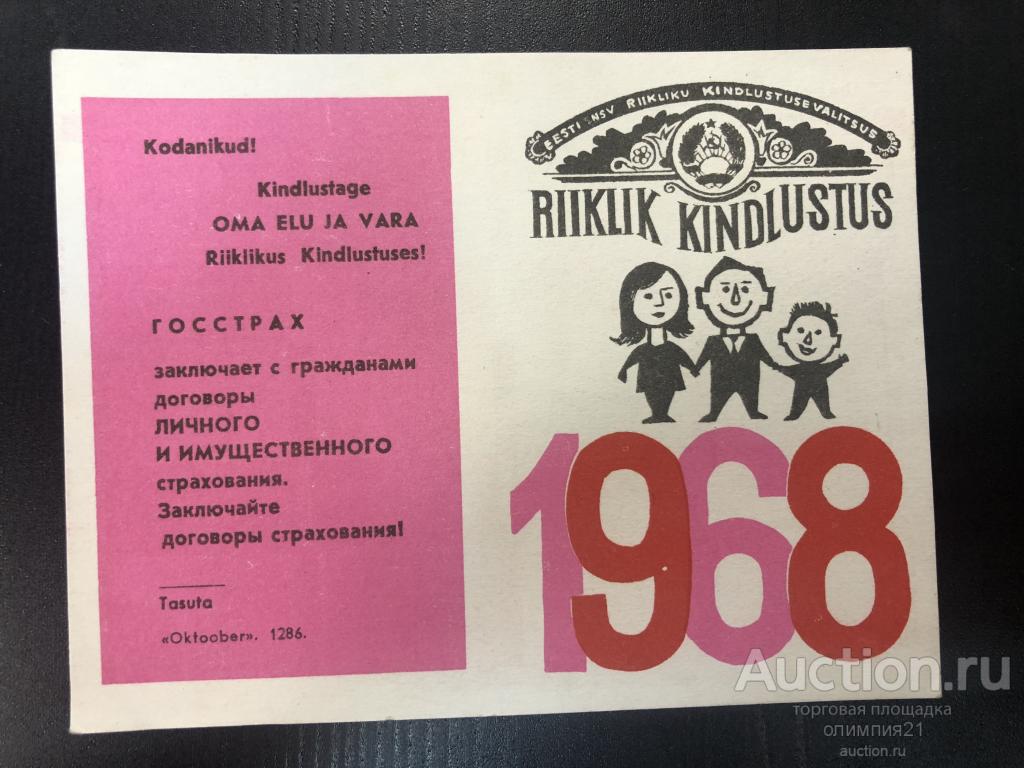 Kodanikud!
Kindlustage
OMA ELU JA VARA
Riiklikus Kindlustuses!
ГОССТРАХ
заключает с гражданами
договоры
ЛИЧНОГО
И ИМУЩЕСТВЕННОГО
страхования.
Заключайте
договоры страхования!
Tasuta
«Oktoober». 1286.
EESTI NSV RIIKLIKU KINDLUSTUSE VALITSUS
RIIKLIK KINDLUSTUS
1968
Auction.ru
торговая площадка
олимпия21
auction.ru